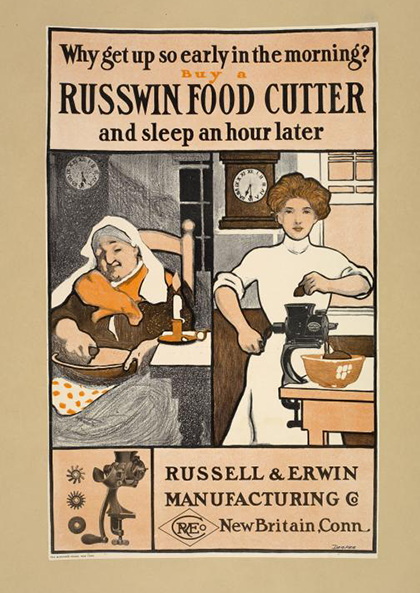 Why get up so early in the morning?
Buy a
RUSSWIN FOOD CUTTER
and sleep an hour later
RUSSELL & ERWIN
MANUFACTURING Co
R&E Co
New Britain, Conn.